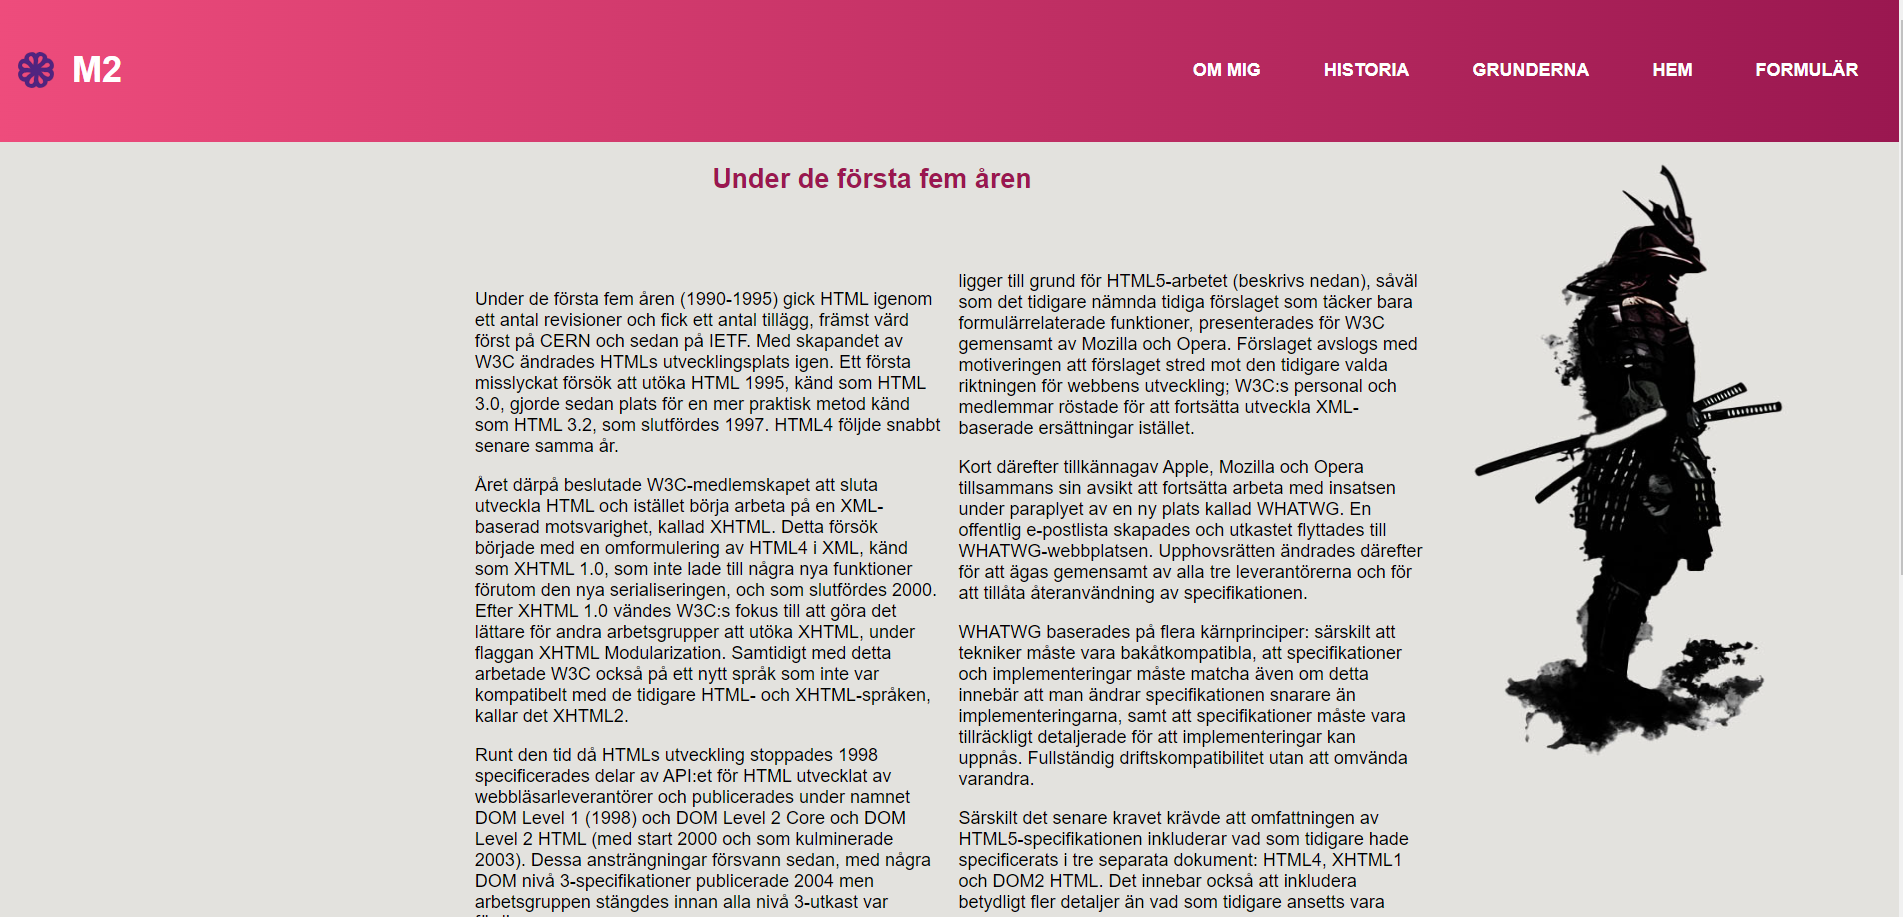 M2
OM MIG
HISTORIA
GRUNDERNA
HEM
FORMULÄR
Under de första fem åren
Under de första fem åren (1990-1995) gick HTML igenom
ett antal revisioner och fick ett antal tillägg, främst värd
först på CERN och sedan på IETF. Med skapandet av
W3C ändrades HTMLs utvecklingsplats igen. Ett första
misslyckat försök att utöka HTML 1995, känd som HTML
3.0, gjorde sedan plats för en mer praktisk metod känd
som HTML 3.2, som slutfördes 1997. HTML4 följde snabbt
senare samma år.
Året därpå beslutade W3C-medlemskapet att sluta
utveckla HTML och istället börja arbeta på en XML-
baserad motsvarighet, kallad XHTML. Detta försök
började med en omformulering av HTML4 i XML, känd
som XHTML 1.0, som inte lade till några nya funktioner
förutom den nya serialiseringen, och som slutfördes 2000.
Efter XHTML 1.0 vändes W3C:s fokus till att göra det
lättare för andra arbetsgrupper att utöka XHTML, under
flaggan XHTML Modularization. Samtidigt med detta
arbetade W3C också på ett nytt språk som inte var
kompatibelt med de tidigare HTML- och XHTML-språken,
kallar det XHTML2.
Runt den tid då HTMLs utveckling stoppades 1998
specificerades delar av API:et för HTML utvecklat av
webbläsarleverantörer och publicerades under namnet
DOM Level 1 (1998) och DOM Level 2 Core och DOM
Level 2 HTML (med start 2000 och som kulminerade
2003). Dessa ansträngningar försvann sedan, med några
DOM nivå 3-specifikationer publicerade 2004 men
arbetsgruppen stängdes innan alla nivå 3-utkast var
ligger till grund för HTML5-arbetet (beskrivs nedan), såväl
som det tidigare nämnda tidiga förslaget som täcker bara
formulärrelaterade funktioner, presenterades för W3C
gemensamt av Mozilla och Opera. Förslaget avslogs med
motiveringen att förslaget stred mot den tidigare valda
riktningen för webbens utveckling; W3C:s personal och
medlemmar röstade för att fortsätta utveckla XML-
baserade ersättningar istället.
Kort därefter tillkännagav Apple, Mozilla och Opera
tillsammans sin avsikt att fortsätta arbeta med insatsen
under paraplyet av en ny plats kallad WHATWG. En
offentlig e-postlista skapades och utkastet flyttades till
WHATWG-webbplatsen. Upphovsrätten ändrades därefter
för att ägas gemensamt av alla tre leverantörerna och för
att tillåta återanvändning av specifikationen.
WHATWG baserades på flera kärnprinciper: särskilt att
tekniker måste vara bakåtkompatibla, att specifikationer
och implementeringar måste matcha även om detta
innebär att man ändrar specifikationen snarare än
implementeringarna, samt att specifikationer måste vara
tillräckligt detaljerade för att implementeringar kan
uppnås. Fullständig driftskompatibilitet utan att omvända
varandra.
Särskilt det senare kravet krävde att omfattningen av
HTML5-specifikationen inkluderar vad som tidigare hade
specificerats i tre separata dokument: HTML4, XHTML1
och DOM2 HTML. Det innebar också att inkludera
betydligt fler detaljer än vad som tidigare ansetts vara